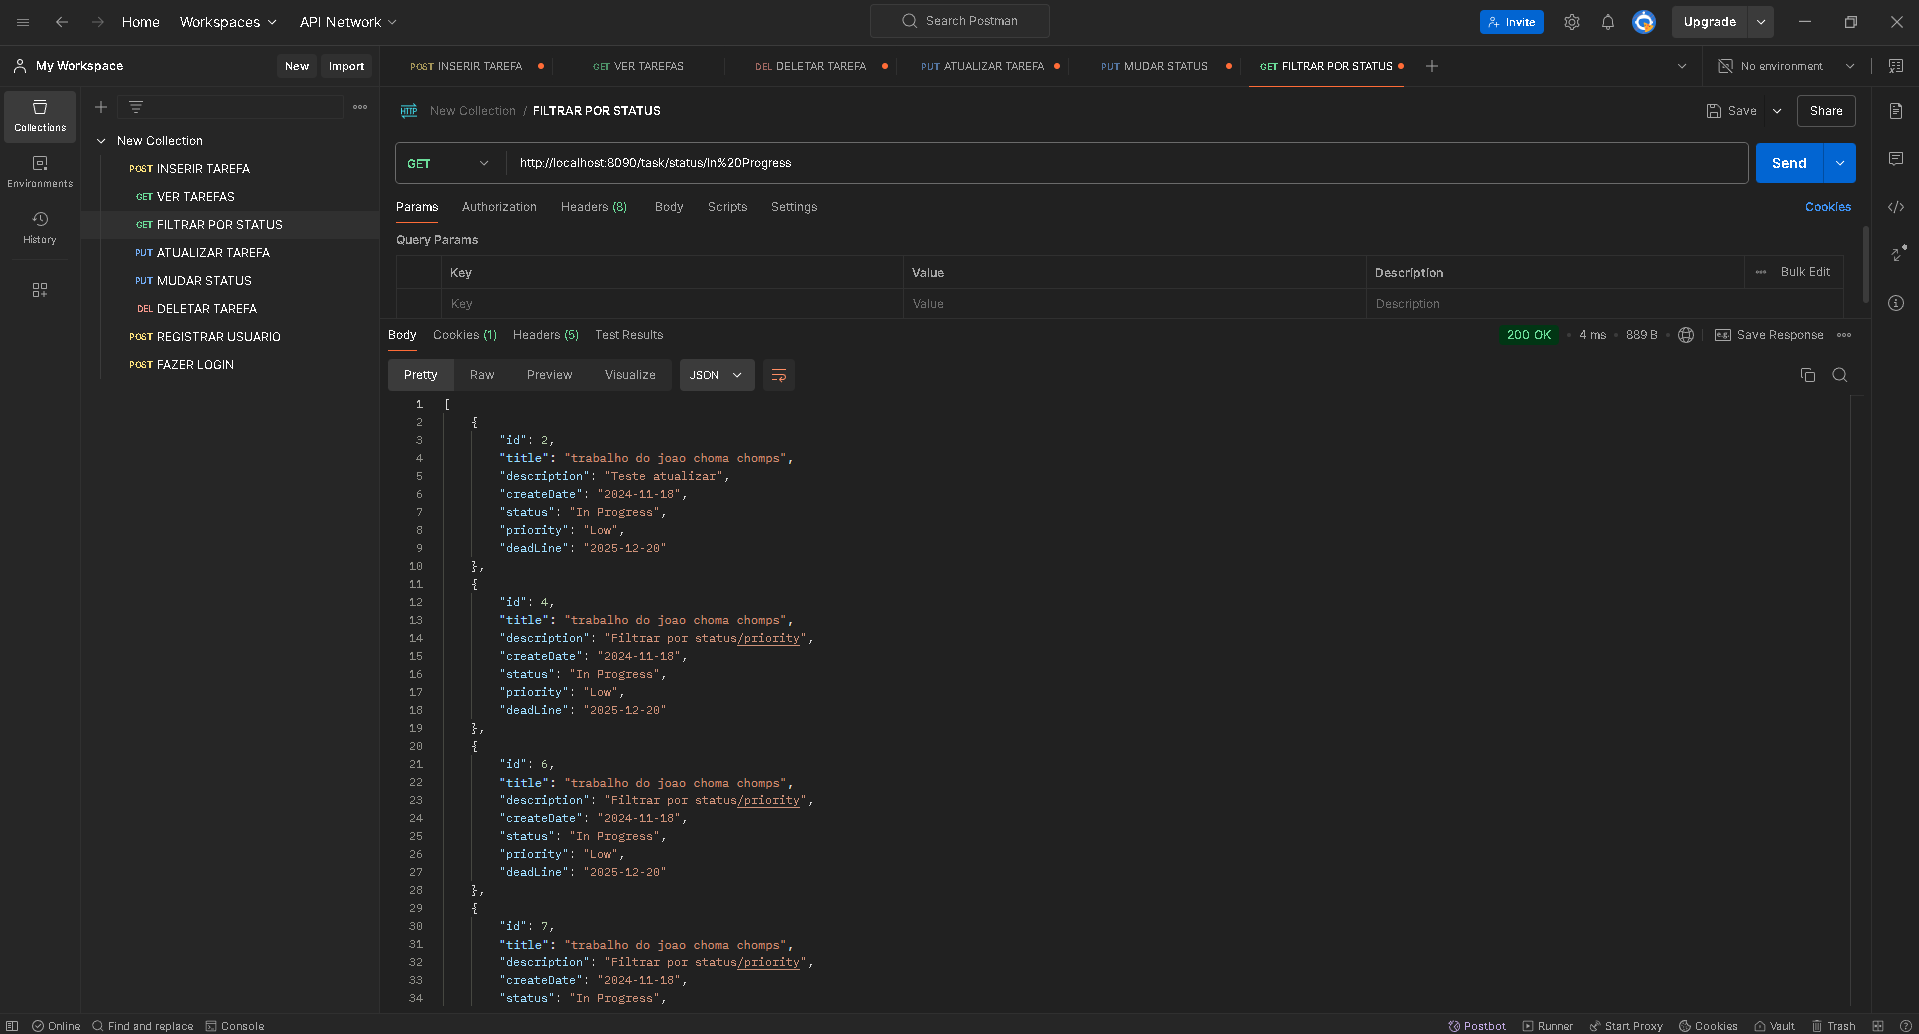 Home Workspaces API Network Search Postman Invite Upgrade
My Workspace New Import POST INSERIR TAREFA GET VER TAREFAS DEL DELETAR TAREFA PUT ATUALIZAR TAREFA PUT MUDAR STATUS GET FILTRAR POR STATUS No environment
Collections
Environments
History
New Collection
POST INSERIR TAREFA
GET VER TAREFAS
GET FILTRAR POR STATUS
PUT ATUALIZAR TAREFA
PUT MUDAR STATUS
DEL DELETAR TAREFA
POST REGISTRAR USUARIO
POST FAZER LOGIN
HTTP New Collection / FILTRAR POR STATUS Save Share
GET http://localhost:8090/task/status/In%20Progress Send
Params Authorization Headers (8) Body Scripts Settings Cookies
Query Params
Key Value Description Bulk Edit
Key Value Description
Body Cookies (1) Headers (5) Test Results 200 OK 4 ms 889 B e.g. Save Response
Pretty Raw Preview Visualize JSON
1 [
2 {
3 "id": 2,
4 "title": "trabalho do joao choma chomps",
5 "description": "Teste atualizar",
6 "createDate": "2024-11-18",
7 "status": "In Progress",
8 "priority": "Low",
9 "deadLine": "2025-12-20"
10 },
11 {
12 "id": 4,
13 "title": "trabalho do joao choma chomps",
14 "description": "Filtrar por status/priority",
15 "createDate": "2024-11-18",
16 "status": "In Progress",
17 "priority": "Low",
18 "deadLine": "2025-12-20"
19 },
20 {
21 "id": 6,
22 "title": "trabalho do joao choma chomps",
23 "description": "Filtrar por status/priority",
24 "createDate": "2024-11-18",
25 "status": "In Progress",
26 "priority": "Low",
27 "deadLine": "2025-12-20"
28 },
29 {
30 "id": 7,
31 "title": "trabalho do joao choma chomps",
32 "description": "Filtrar por status/priority",
33 "createDate": "2024-11-18",
34 "status": "In Progress",
Online Find and replace Console Postbot Runner Start Proxy Cookies Vault Trash